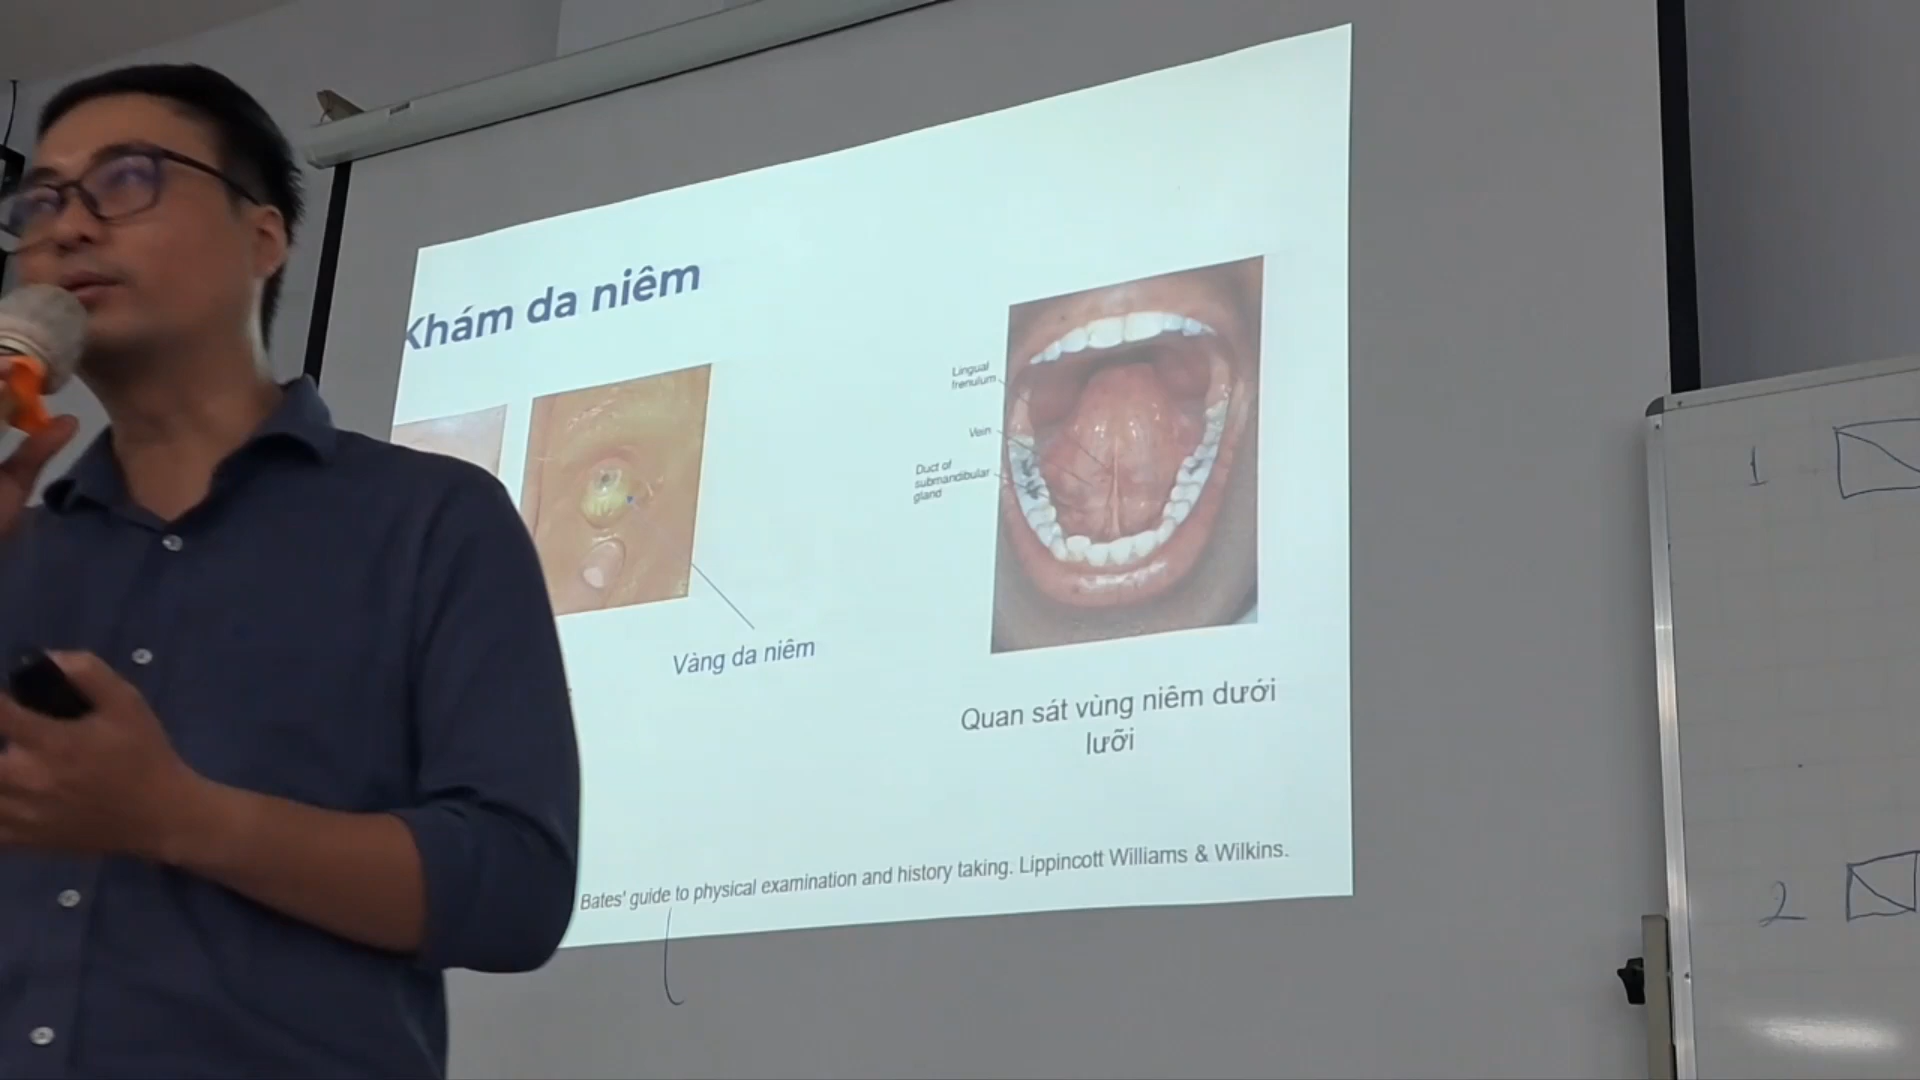 Khám da niêm
Lingual
frenulum
Vein
Duct of
submandibular
gland
Vàng da niêm
Quan sát vùng niêm dưới
lưỡi
Bates' guide to physical examination and history taking. Lippincott Williams & Wilkins.
1
2